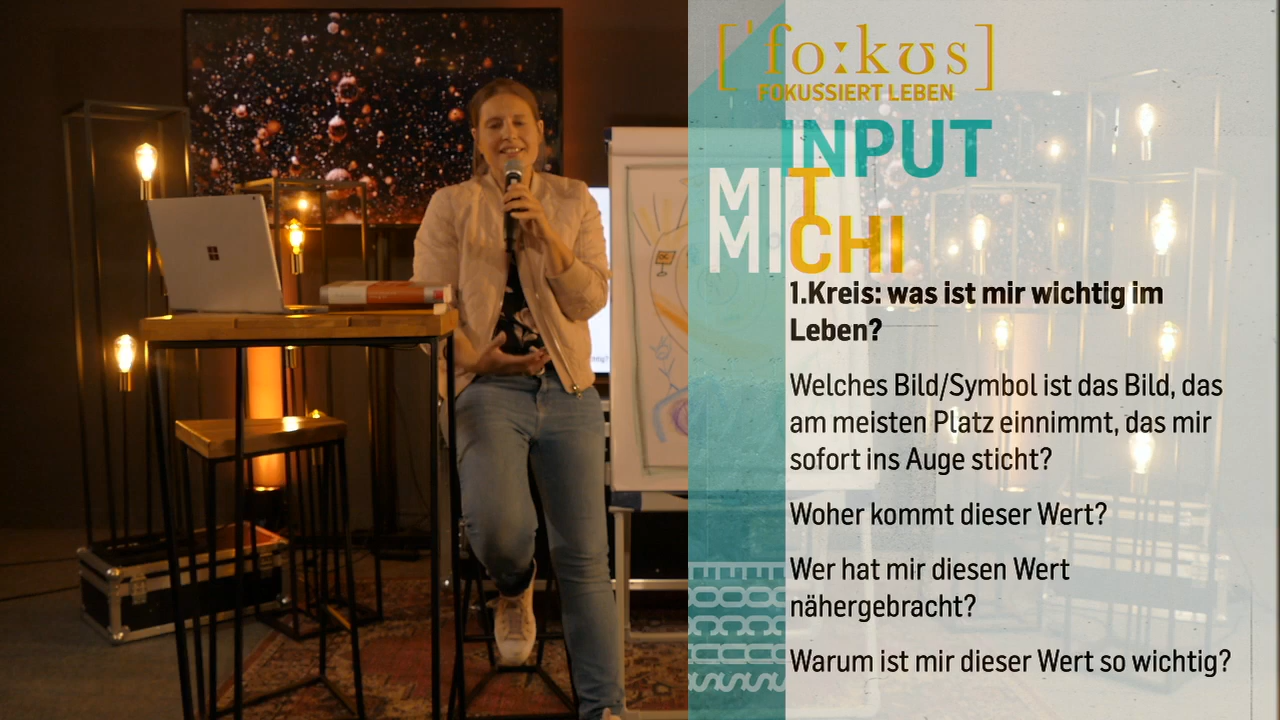 [ˈfoːkʊs]
FOKUSSIERT LEBEN
INPUT
MIT
MICHI
1.Kreis: was ist mir wichtig im
Leben?
Welches Bild/Symbol ist das Bild, das
am meisten Platz einnimmt, das mir
sofort ins Auge sticht?
Woher kommt dieser Wert?
Wer hat mir diesen Wert
nähergebracht?
Warum ist mir dieser Wert so wichtig?